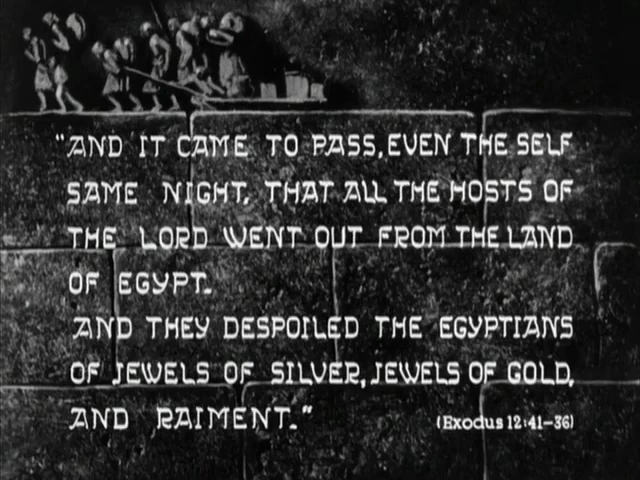 "AND IT CAME TO PASS, EVEN THE SELF
SAME NIGHT, THAT ALL THE HOSTS OF
THE LORD WENT OUT FROM THE LAND
OF EGYPT.
AND THEY DESPOILED THE EGYPTIANS
OF JEWELS OF SILVER, JEWELS OF GOLD,
AND RAIMENT."
(Exodus 12:41-36)